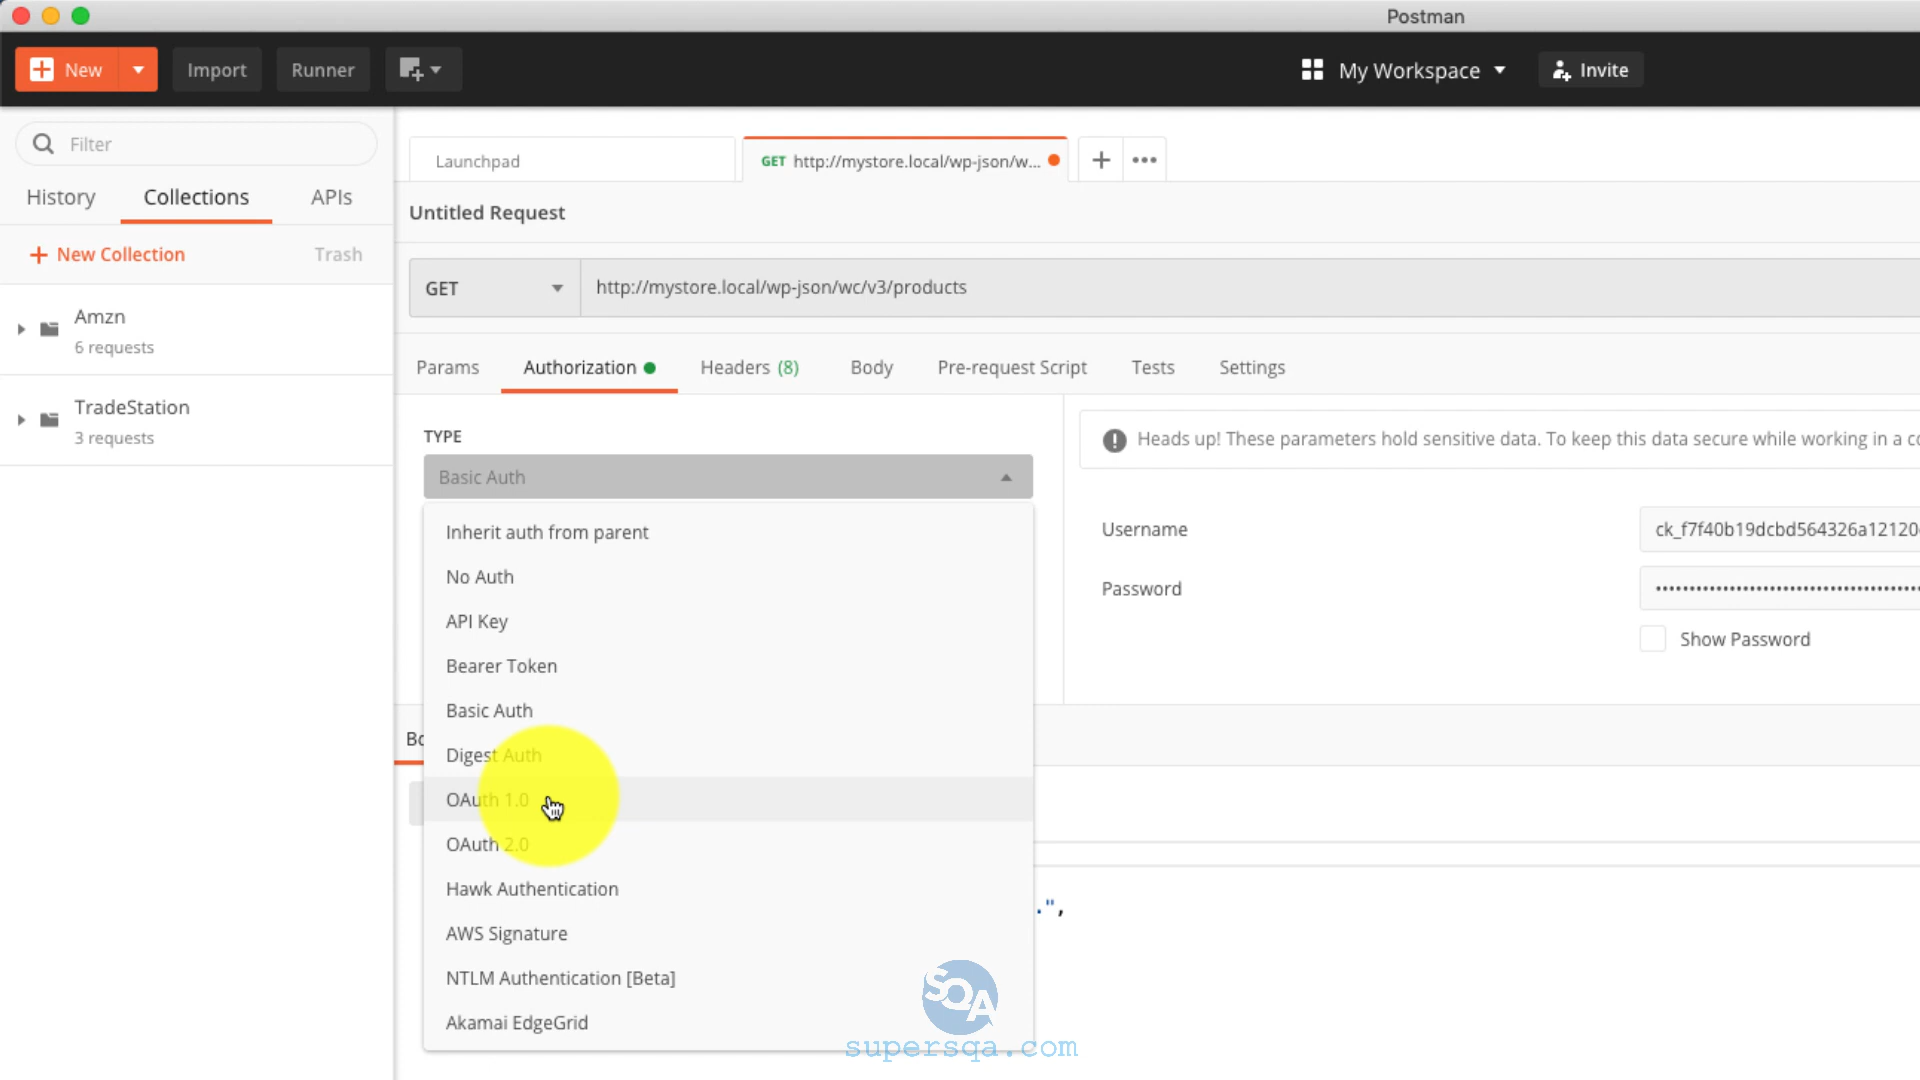 Postman
New
Import
Runner
My Workspace
Invite
Filter
History
Collections
APIs
+ New Collection
Trash
Amzn
6 requests
TradeStation
3 requests
Launchpad
GET http://mystore.local/wp-json/w...
Untitled Request
GET
http://mystore.local/wp-json/wc/v3/products
Params
Authorization
Headers (8)
Body
Pre-request Script
Tests
Settings
TYPE
Basic Auth
Inherit auth from parent
No Auth
API Key
Bearer Token
Basic Auth
Digest Auth
OAuth 1.0
OAuth 2.0
Hawk Authentication
AWS Signature
NTLM Authentication [Beta]
Akamai EdgeGrid
Heads up! These parameters hold sensitive data. To keep this data secure while working in a
Username
ck_f7f40b19dcbd564326a12120
Password
Show Password
.",
SQA
supersqa.com